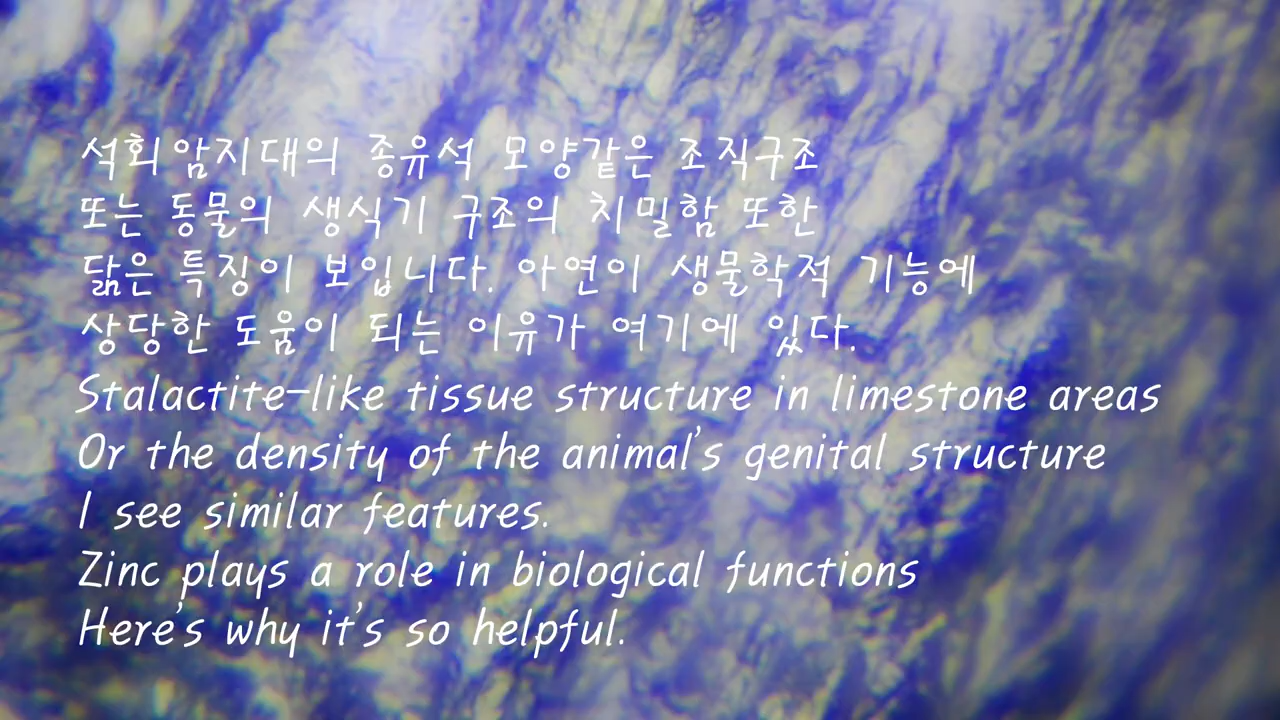 석회암지대의 종유석 모양같은 조직구조
또는 동물의 생식기 구조의 치밀함 또한
닮은 특징이 보입니다. 아연이 생물학적 기능에
상당한 도움이 되는 이유가 여기에 있다.
Stalactite-like tissue structure in limestone areas
Or the density of the animal's genital structure
I see similar features.
Zinc plays a role in biological functions
Here's why it's so helpful.